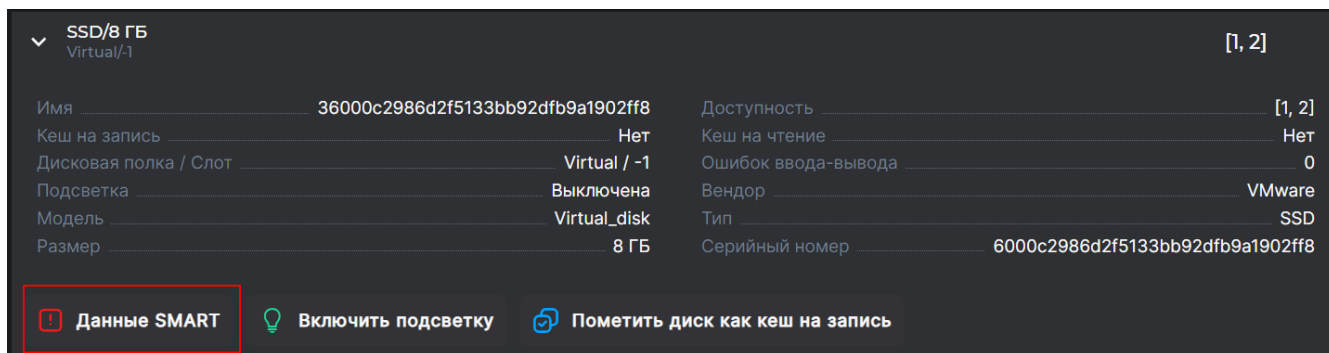 SSD/8 ГБ
Virtual/-1
[1, 2]
Имя 36000c2986d2f5133bb92dfb9a1902ff8
Доступность [1, 2]
Кеш на запись Нет
Кеш на чтение Нет
Дисковая полка / Слот Virtual / -1
Ошибок ввода-вывода 0
Подсветка Выключена
Вендор VMware
Модель Virtual_disk
Тип SSD
Размер 8 ГБ
Серийный номер 6000c2986d2f5133bb92dfb9a1902ff8
Данные SMART Включить подсветку Пометить диск как кеш на запись